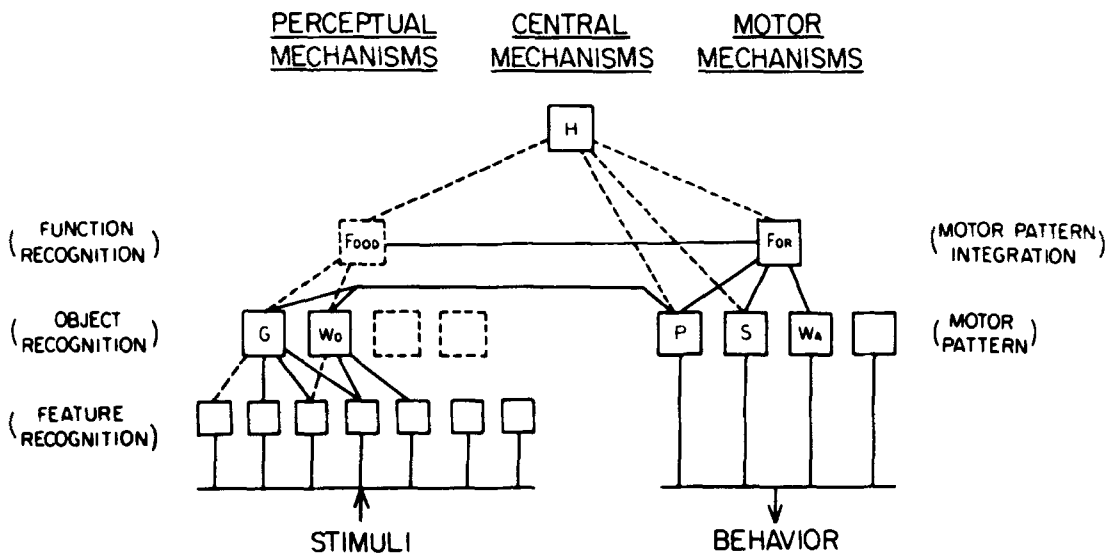 PERCEPTUAL
MECHANISMS
CENTRAL
MECHANISMS
MOTOR
MECHANISMS
H
(FUNCTION
RECOGNITION)
FOOD
FOR
(MOTOR PATTERN
INTEGRATION)
(OBJECT
RECOGNITION)
G
WO
P
S
WA
(MOTOR
PATTERN)
(FEATURE
RECOGNITION)
STIMULI
BEHAVIOR